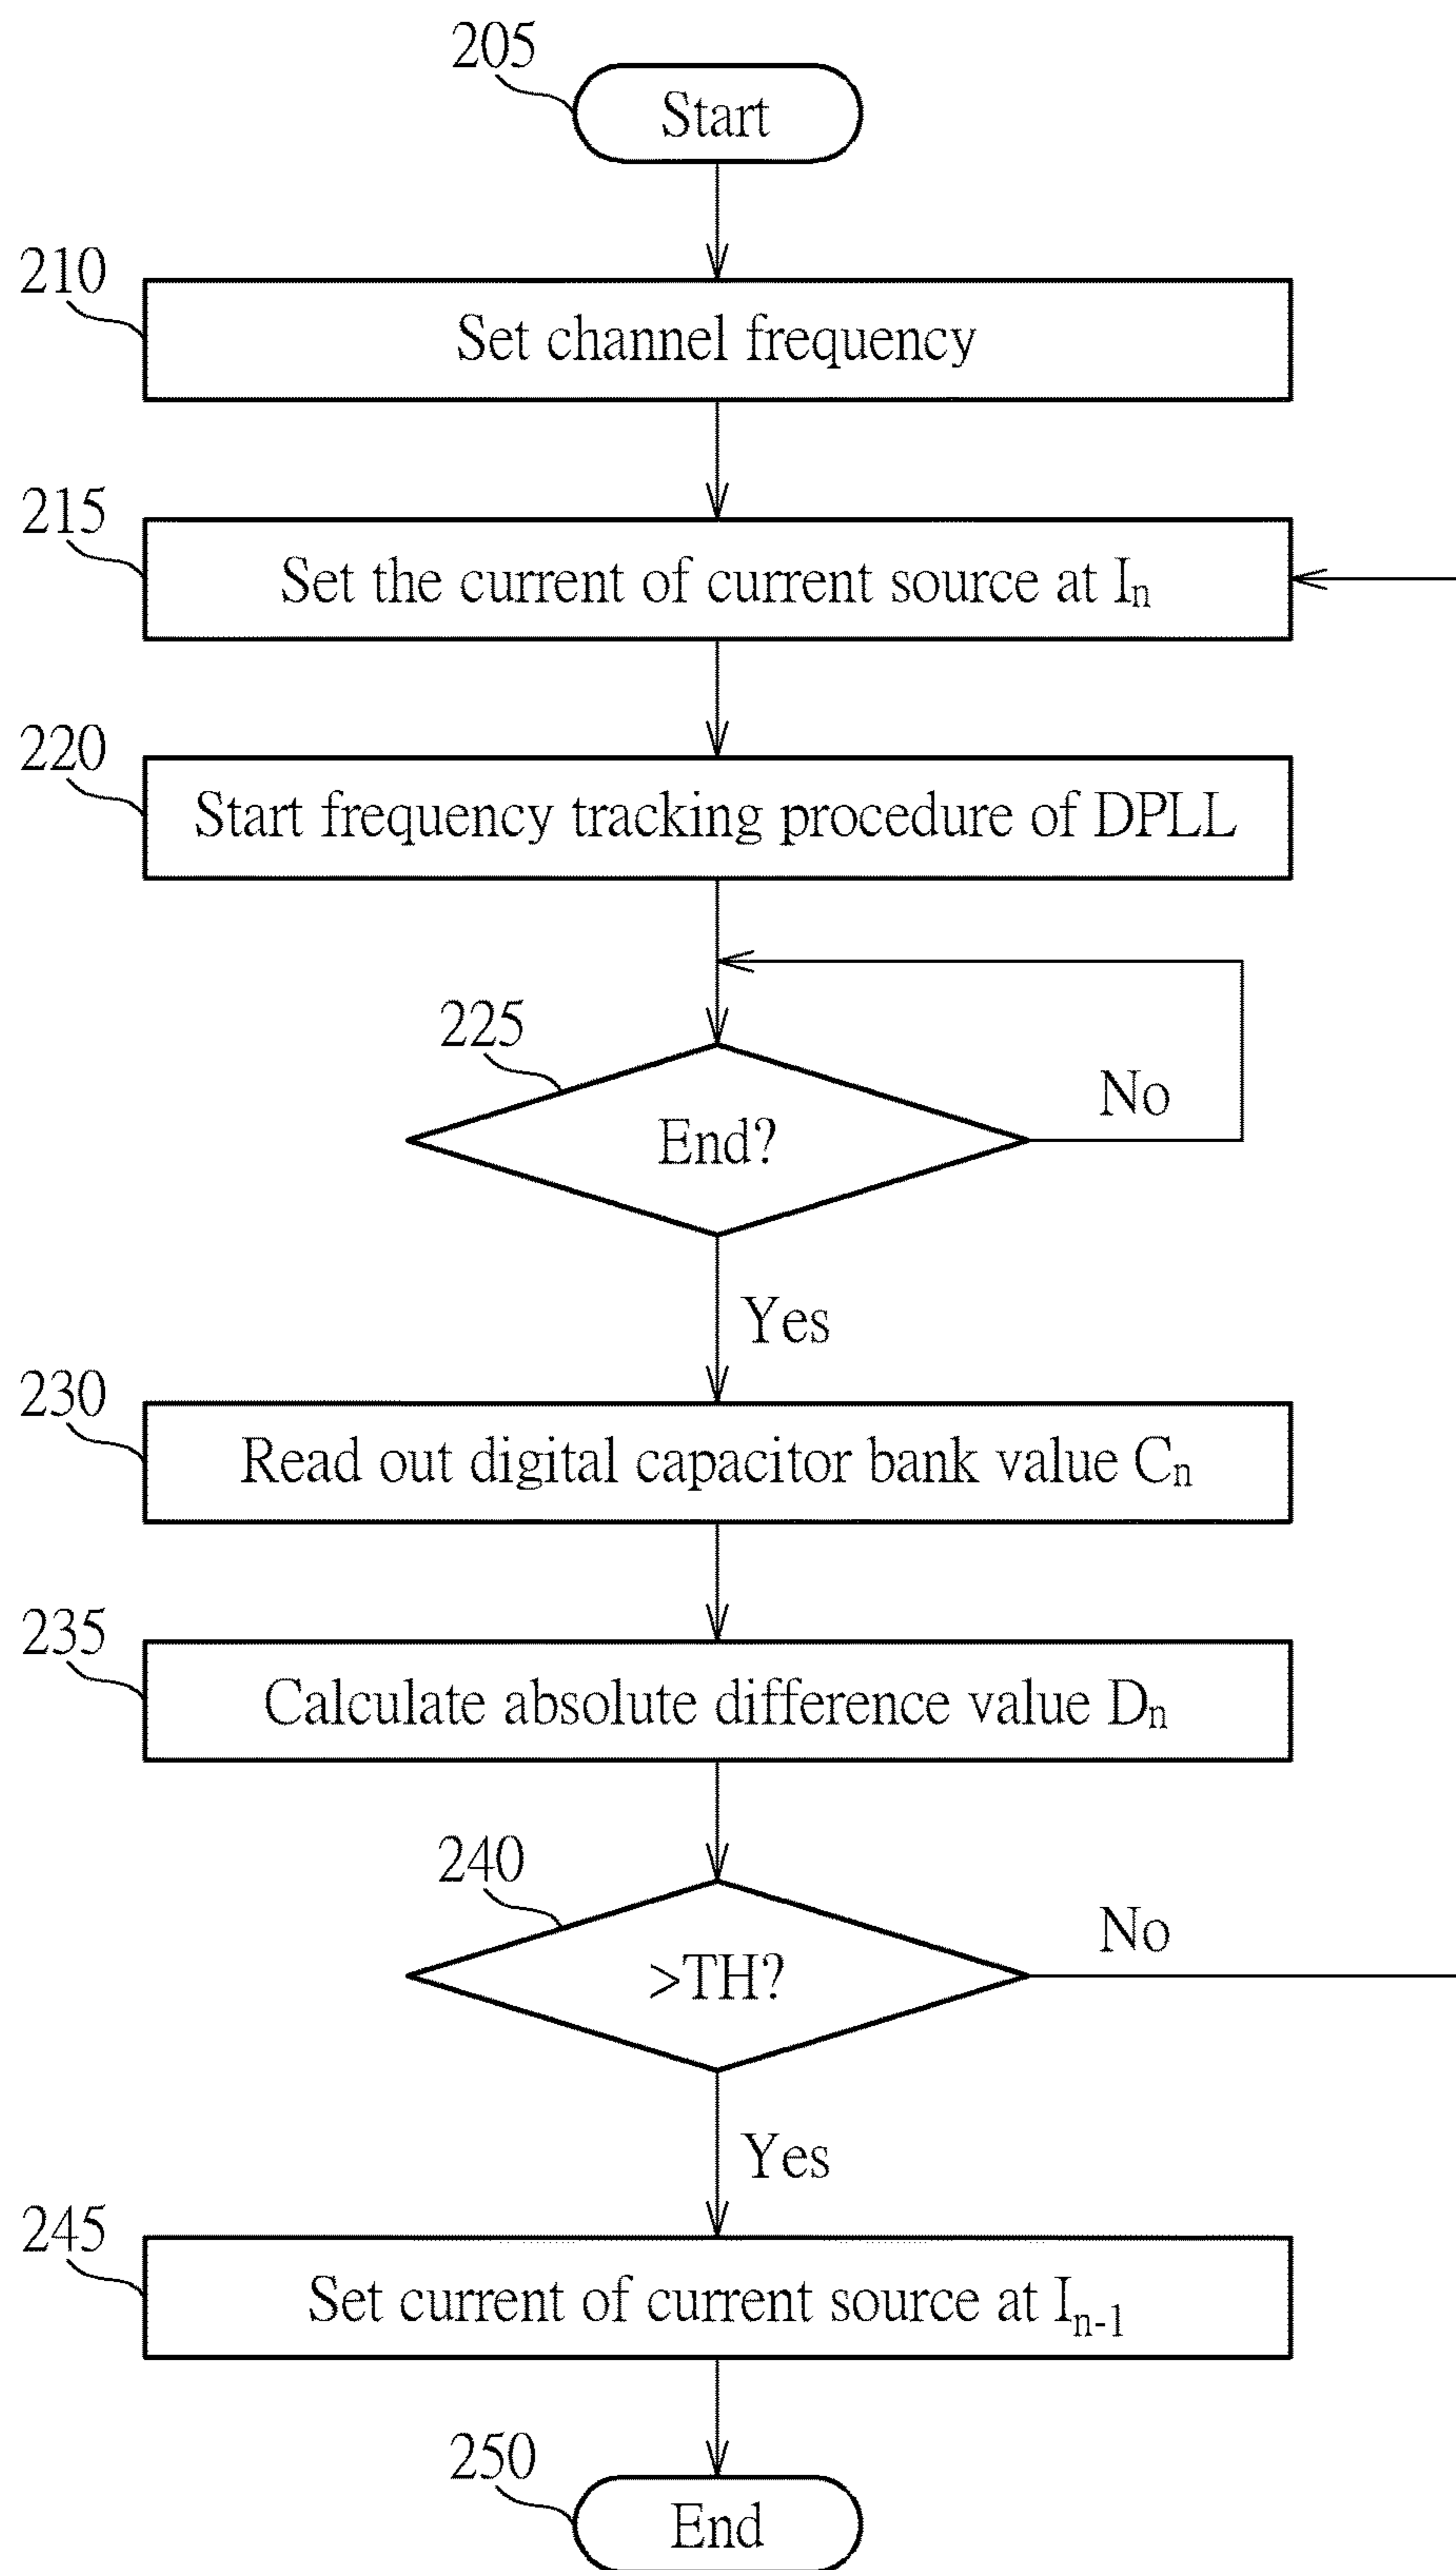 205
Start
210
Set channel frequency
215
Set the current of current source at Iₙ
220
Start frequency tracking procedure of DPLL
225
End?
No
Yes
230
Read out digital capacitor bank value Cₙ
235
Calculate absolute difference value Dₙ
240
>TH?
No
Yes
245
Set current of current source at Iₙ₋₁
250
End